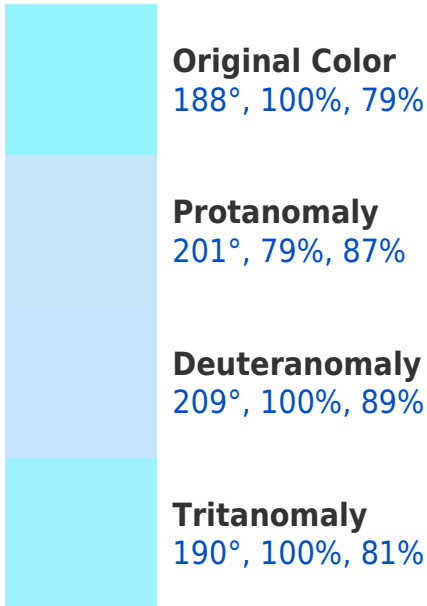 Original Color
188°, 100%, 79%
Protanomaly
201°, 79%, 87%
Deuteranomaly
209°, 100%, 89%
Tritanomaly
190°, 100%, 81%